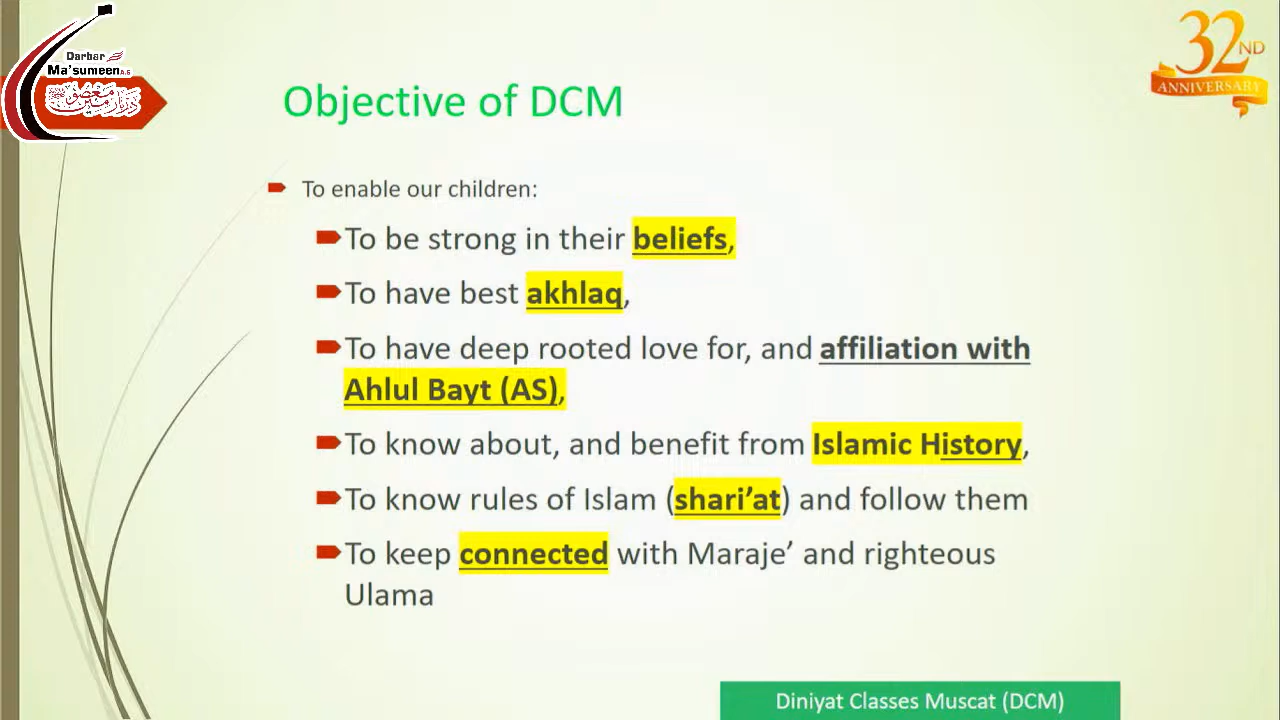 Darbar
Ma'sumeen A.S
32ND
ANNIVERSARY
Objective of DCM
To enable our children:
To be strong in their beliefs,
To have best akhlaq,
To have deep rooted love for, and affiliation with
Ahlul Bayt (AS),
To know about, and benefit from Islamic History,
To know rules of Islam (shari’at) and follow them
To keep connected with Maraje’ and righteous
Ulama
Diniyat Classes Muscat (DCM)